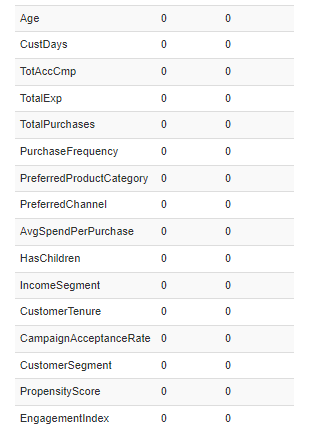 Age 0 0
CustDays 0 0
TotAccCmp 0 0
TotalExp 0 0
TotalPurchases 0 0
PurchaseFrequency 0 0
PreferredProductCategory 0 0
PreferredChannel 0 0
AvgSpendPerPurchase 0 0
HasChildren 0 0
IncomeSegment 0 0
CustomerTenure 0 0
CampaignAcceptanceRate 0 0
CustomerSegment 0 0
PropensityScore 0 0
EngagementIndex 0 0